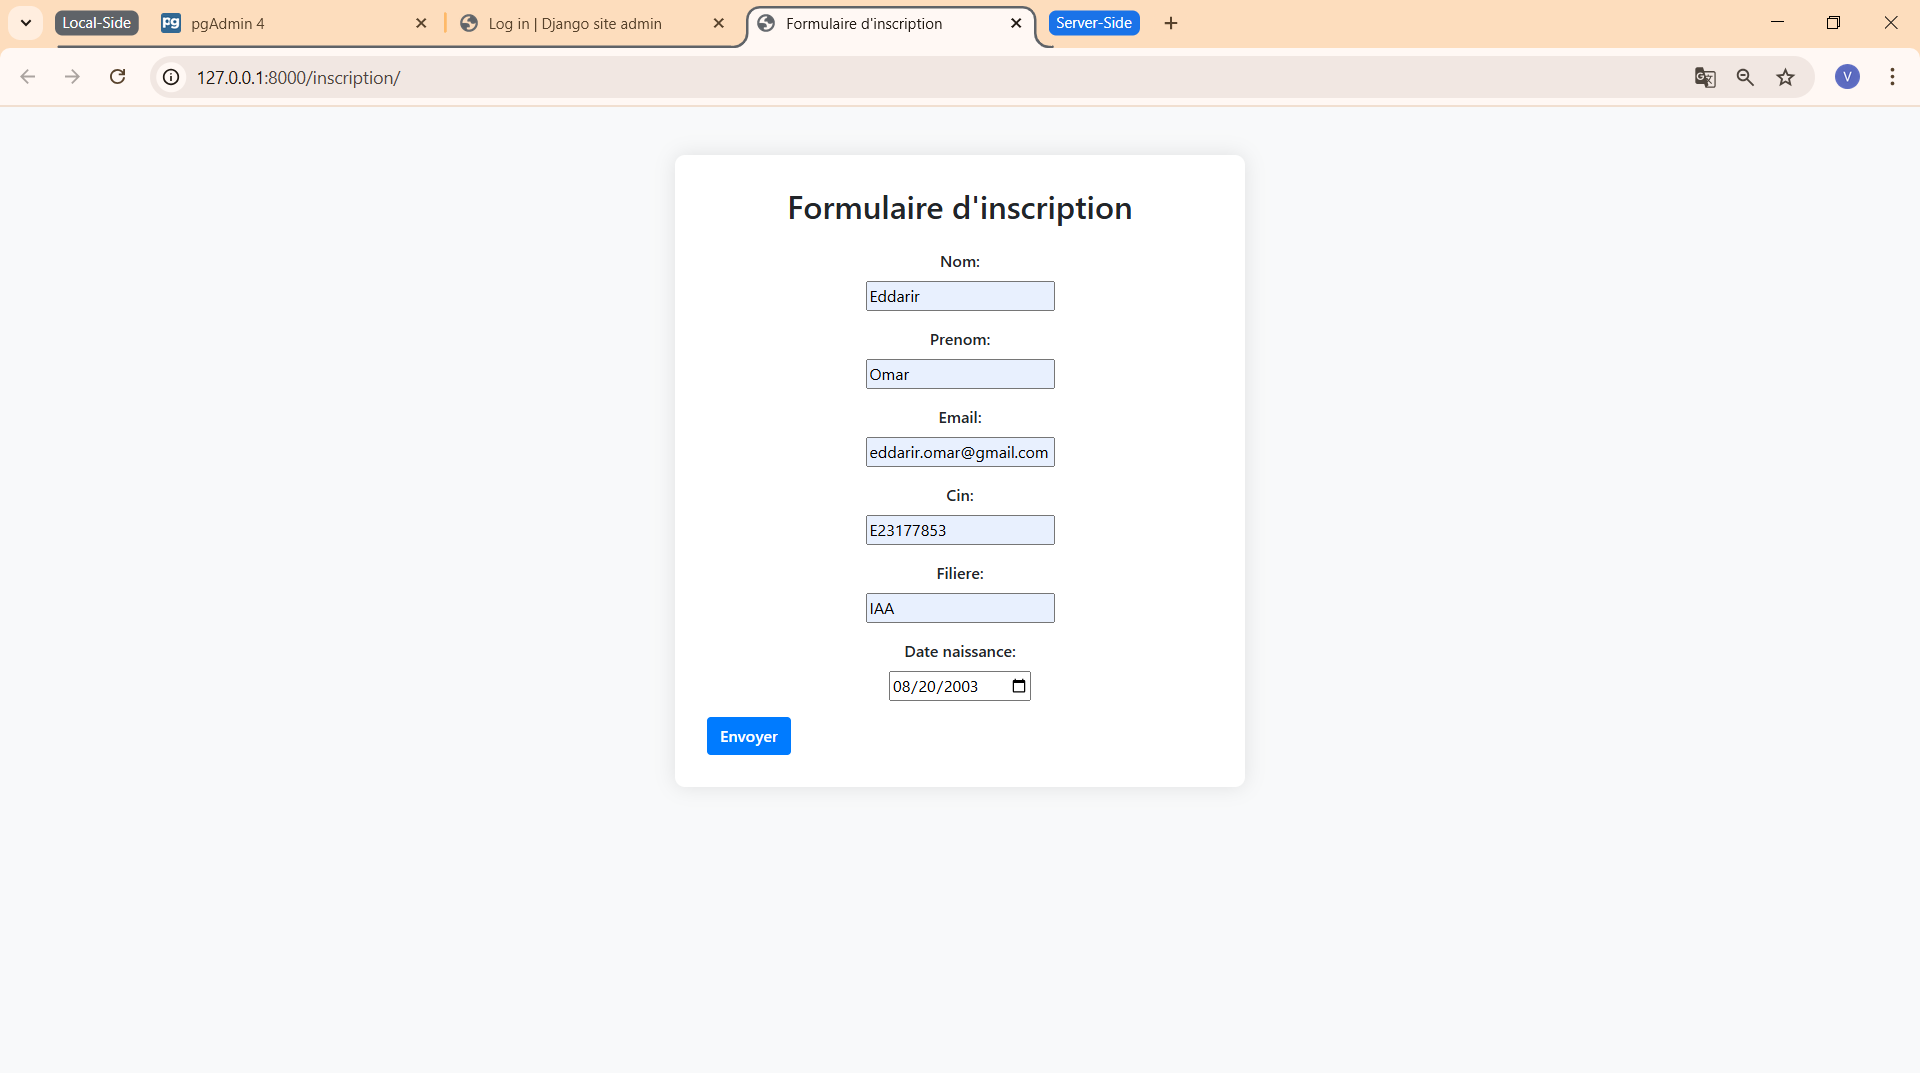 Local-Side
pgAdmin 4
Log in | Django site admin
Formulaire d'inscription
Server-Side
127.0.0.1:8000/inscription/
V
Formulaire d'inscription
Nom:
Eddarir
Prenom:
Omar
Email:
eddarir.omar@gmail.com
Cin:
E23177853
Filiere:
IAA
Date naissance:
08/20/2003
Envoyer